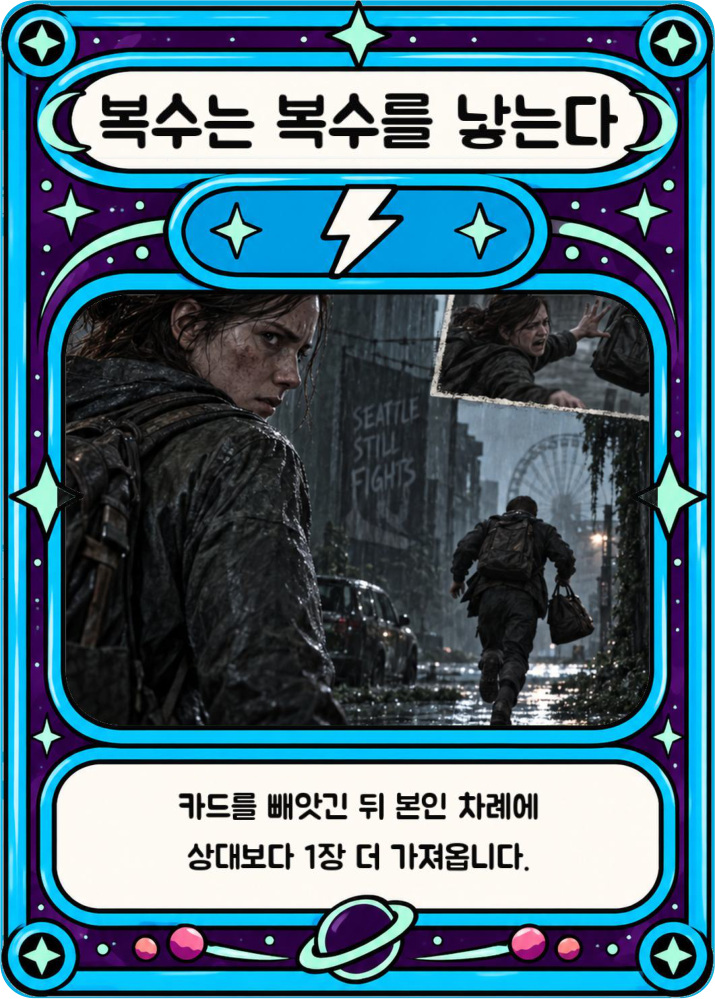 복수는 복수를 낳는다
SEATTLE
STILL
FIGHTS
카드를 빼앗긴 뒤 본인 차례에
상대보다 1장 더 가져옵니다.